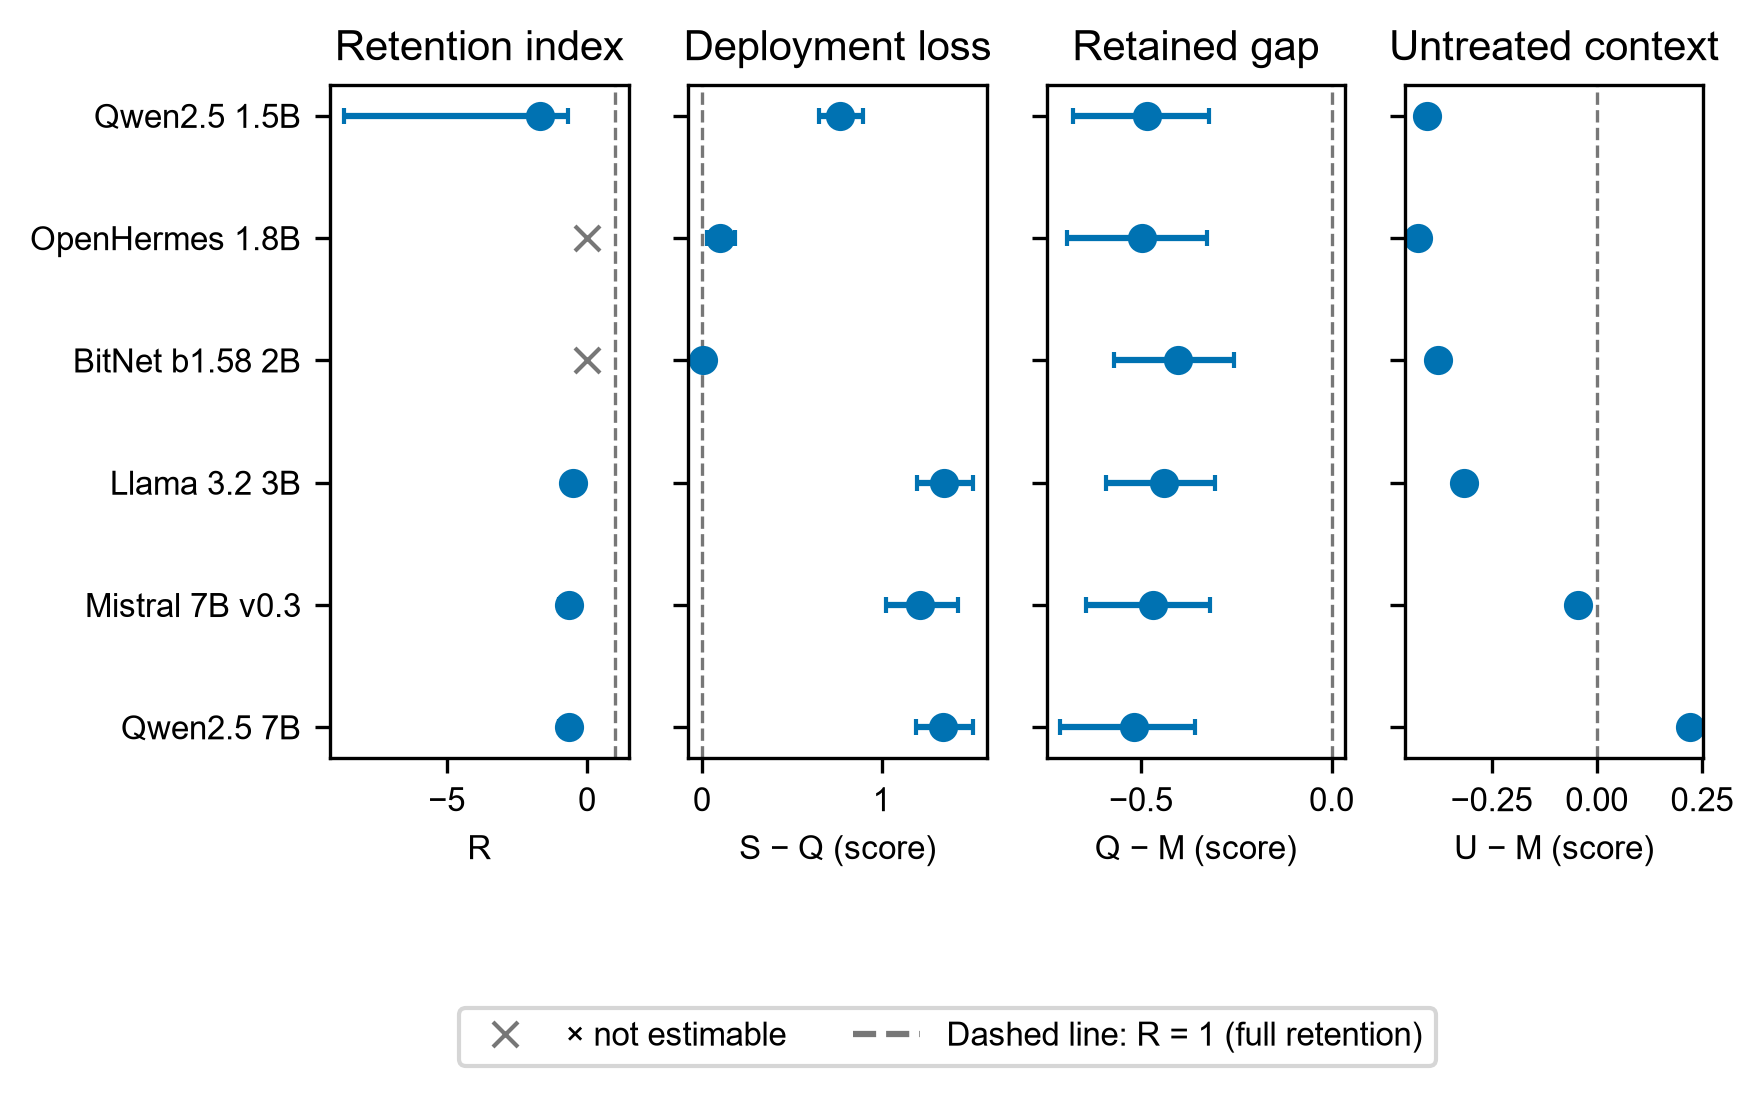 Retention index
Deployment loss
Retained gap
Untreated context
Qwen2.5 1.5B
OpenHermes 1.8B
BitNet b1.58 2B
Llama 3.2 3B
Mistral 7B v0.3
Qwen2.5 7B
−5 0
0 1
−0.5 0.0
−0.25 0.00 0.25
R
S − Q (score)
Q − M (score)
U − M (score)
× not estimable
Dashed line: R = 1 (full retention)